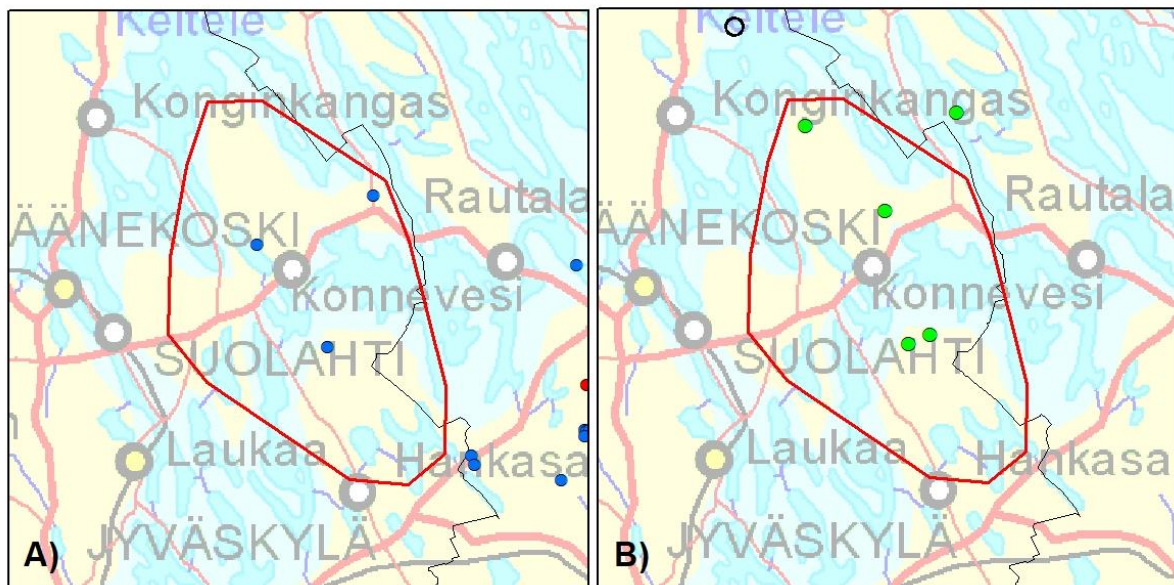 Keitele
Konginkangas
Rautala
ÄÄNEKOSKI
Konnevesi
SUOLAHTI
Laukaa
Hankasa
JYVÄSKYLÄ
A)
Keitele
Konginkangas
Rautala
ÄÄNEKOSKI
Konnevesi
SUOLAHTI
Laukaa
Hankasa
JYVÄSKYLÄ
B)